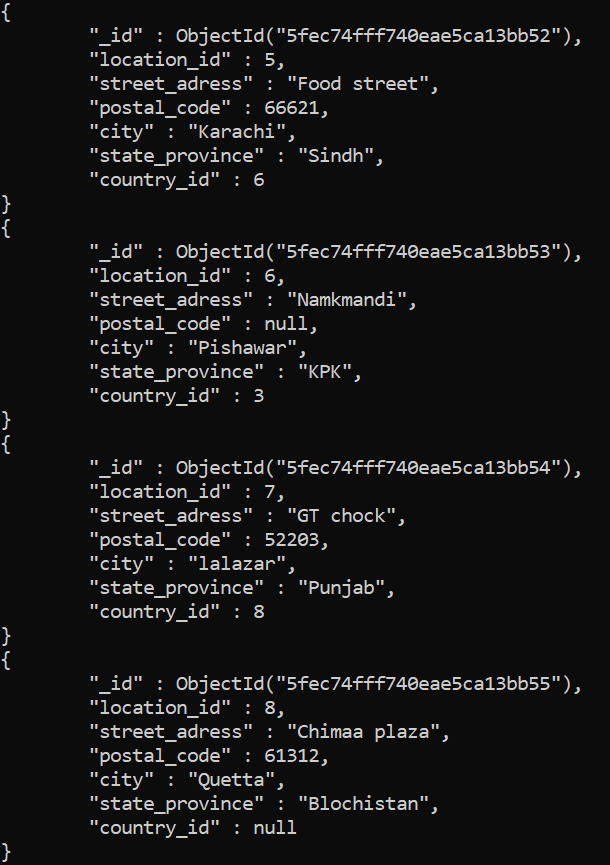 {
"_id" : ObjectId("5fec74fff740eae5ca13bb52"),
"location_id" : 5,
"street_adress" : "Food street",
"postal_code" : 66621,
"city" : "Karachi",
"state_province" : "Sindh",
"country_id" : 6
}
{
"_id" : ObjectId("5fec74fff740eae5ca13bb53"),
"location_id" : 6,
"street_adress" : "Namkmandi",
"postal_code" : null,
"city" : "Pishawar",
"state_province" : "KPK",
"country_id" : 3
}
{
"_id" : ObjectId("5fec74fff740eae5ca13bb54"),
"location_id" : 7,
"street_adress" : "GT chock",
"postal_code" : 52203,
"city" : "lalazar",
"state_province" : "Punjab",
"country_id" : 8
}
{
"_id" : ObjectId("5fec74fff740eae5ca13bb55"),
"location_id" : 8,
"street_adress" : "Chimaa plaza",
"postal_code" : 61312,
"city" : "Quetta",
"state_province" : "Blochistan",
"country_id" : null
}